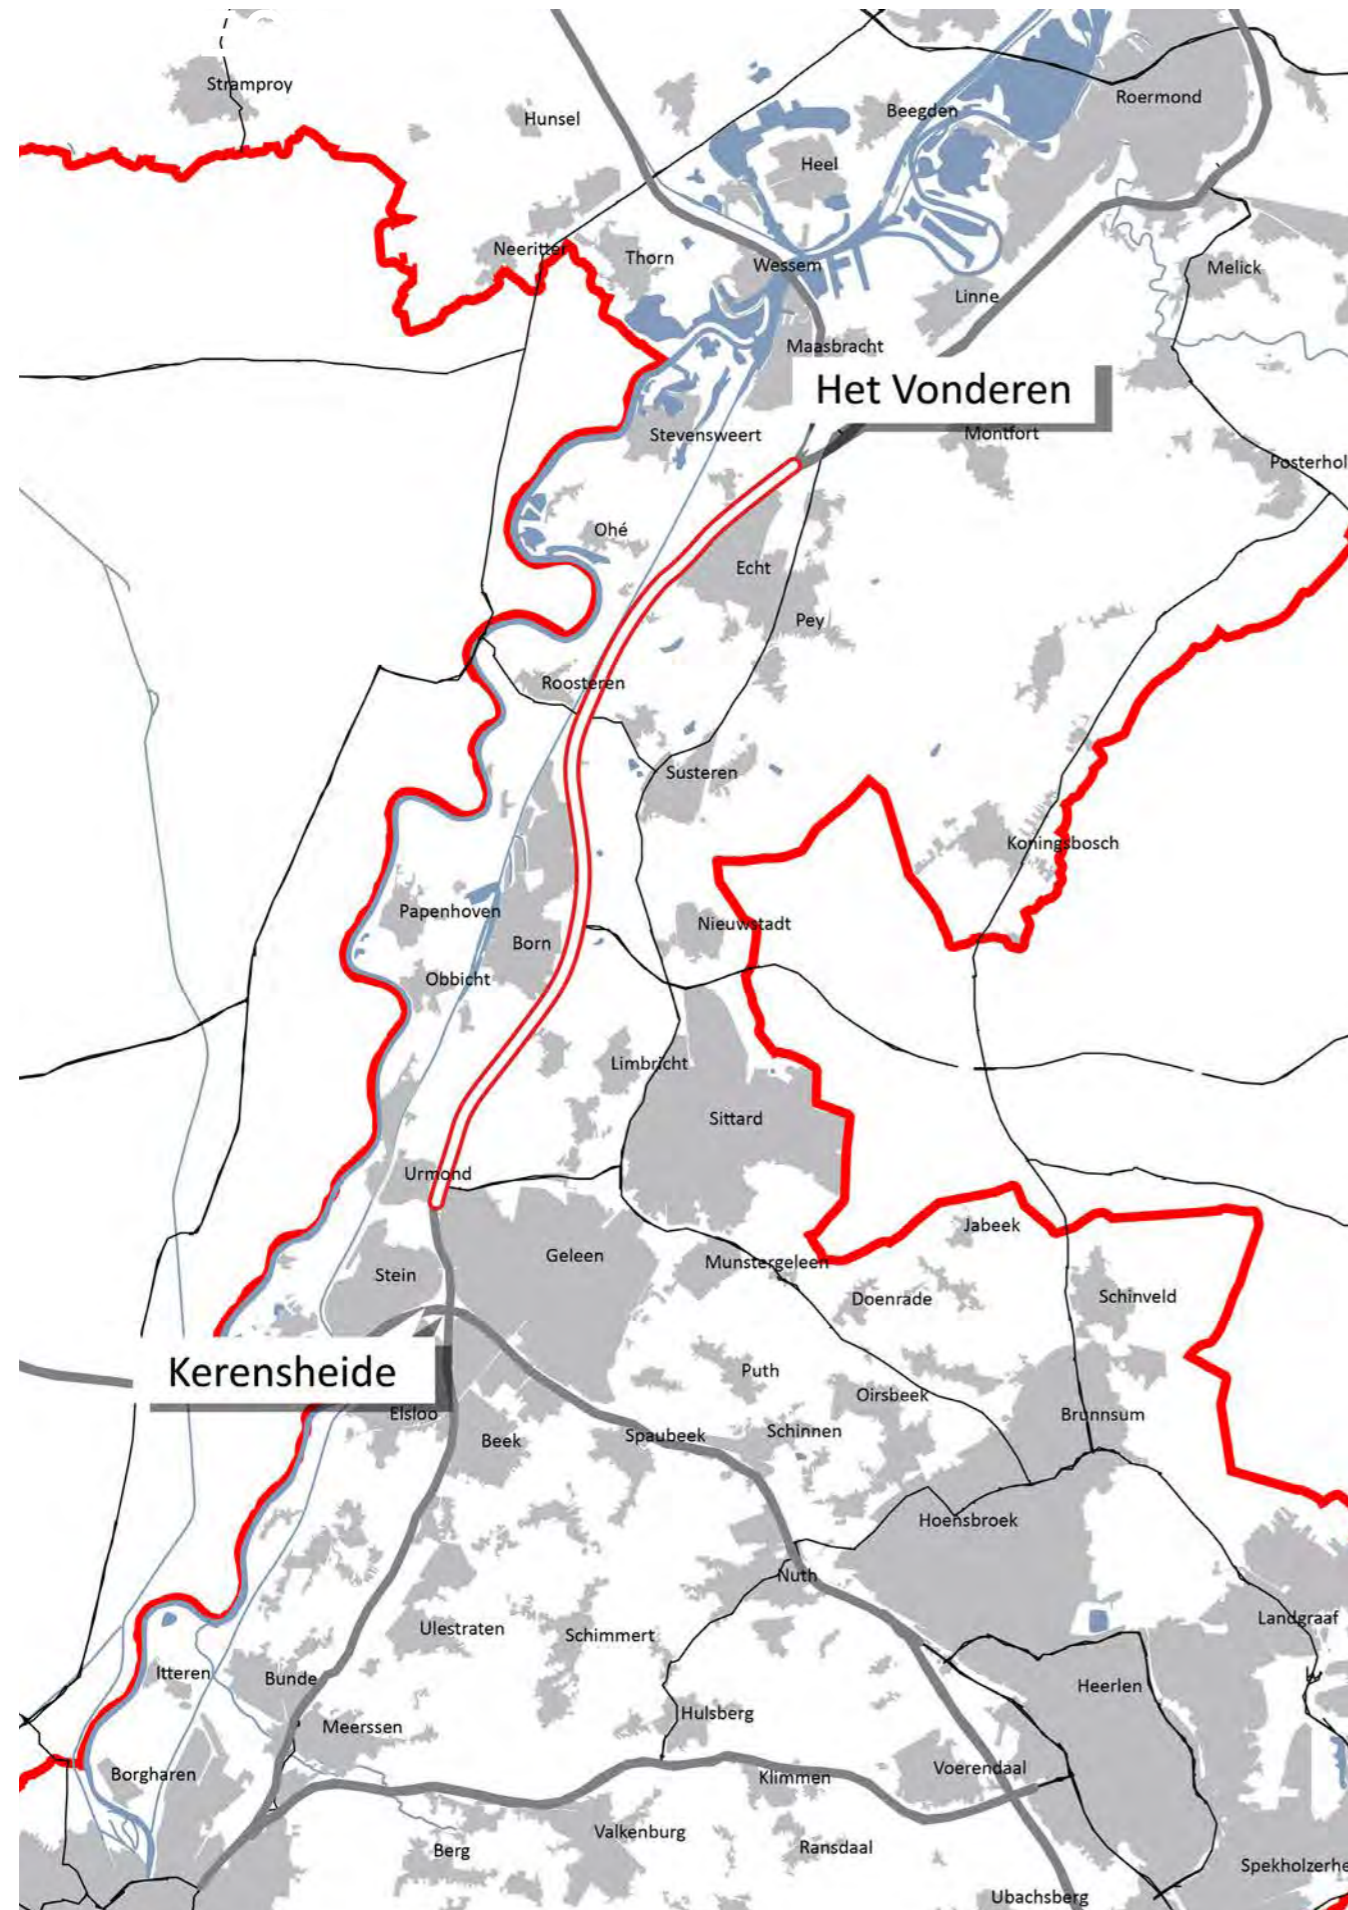 Stramproy
Hunsel
Beegden
Roermond
Heel
Neeritter
Thorn
Wessem
Melick
Linne
Maasbracht
Het Vonderen
Stevensweert
Montfort
Posterhol
Ohé
Echt
Pey
Roosteren
Susteren
Koningsbosch
Papenhoven
Nieuwstadt
Born
Obbicht
Limbricht
Sittard
Urmond
Jabeek
Geleen
Munstergeleen
Stein
Doenrade
Schinveld
Kerensheide
Puth
Oirsbeek
Elsloo
Beek
Spaubeek
Schinnen
Brunnsum
Hoensbroek
Nuth
Ulestraten
Schimmert
Landgraaf
Itteren
Bunde
Heerlen
Hulsberg
Meerssen
Borgharen
Klimmen
Voerendaal
Valkenburg
Berg
Ransdaal
Spekholzerhe
Ubachsberg